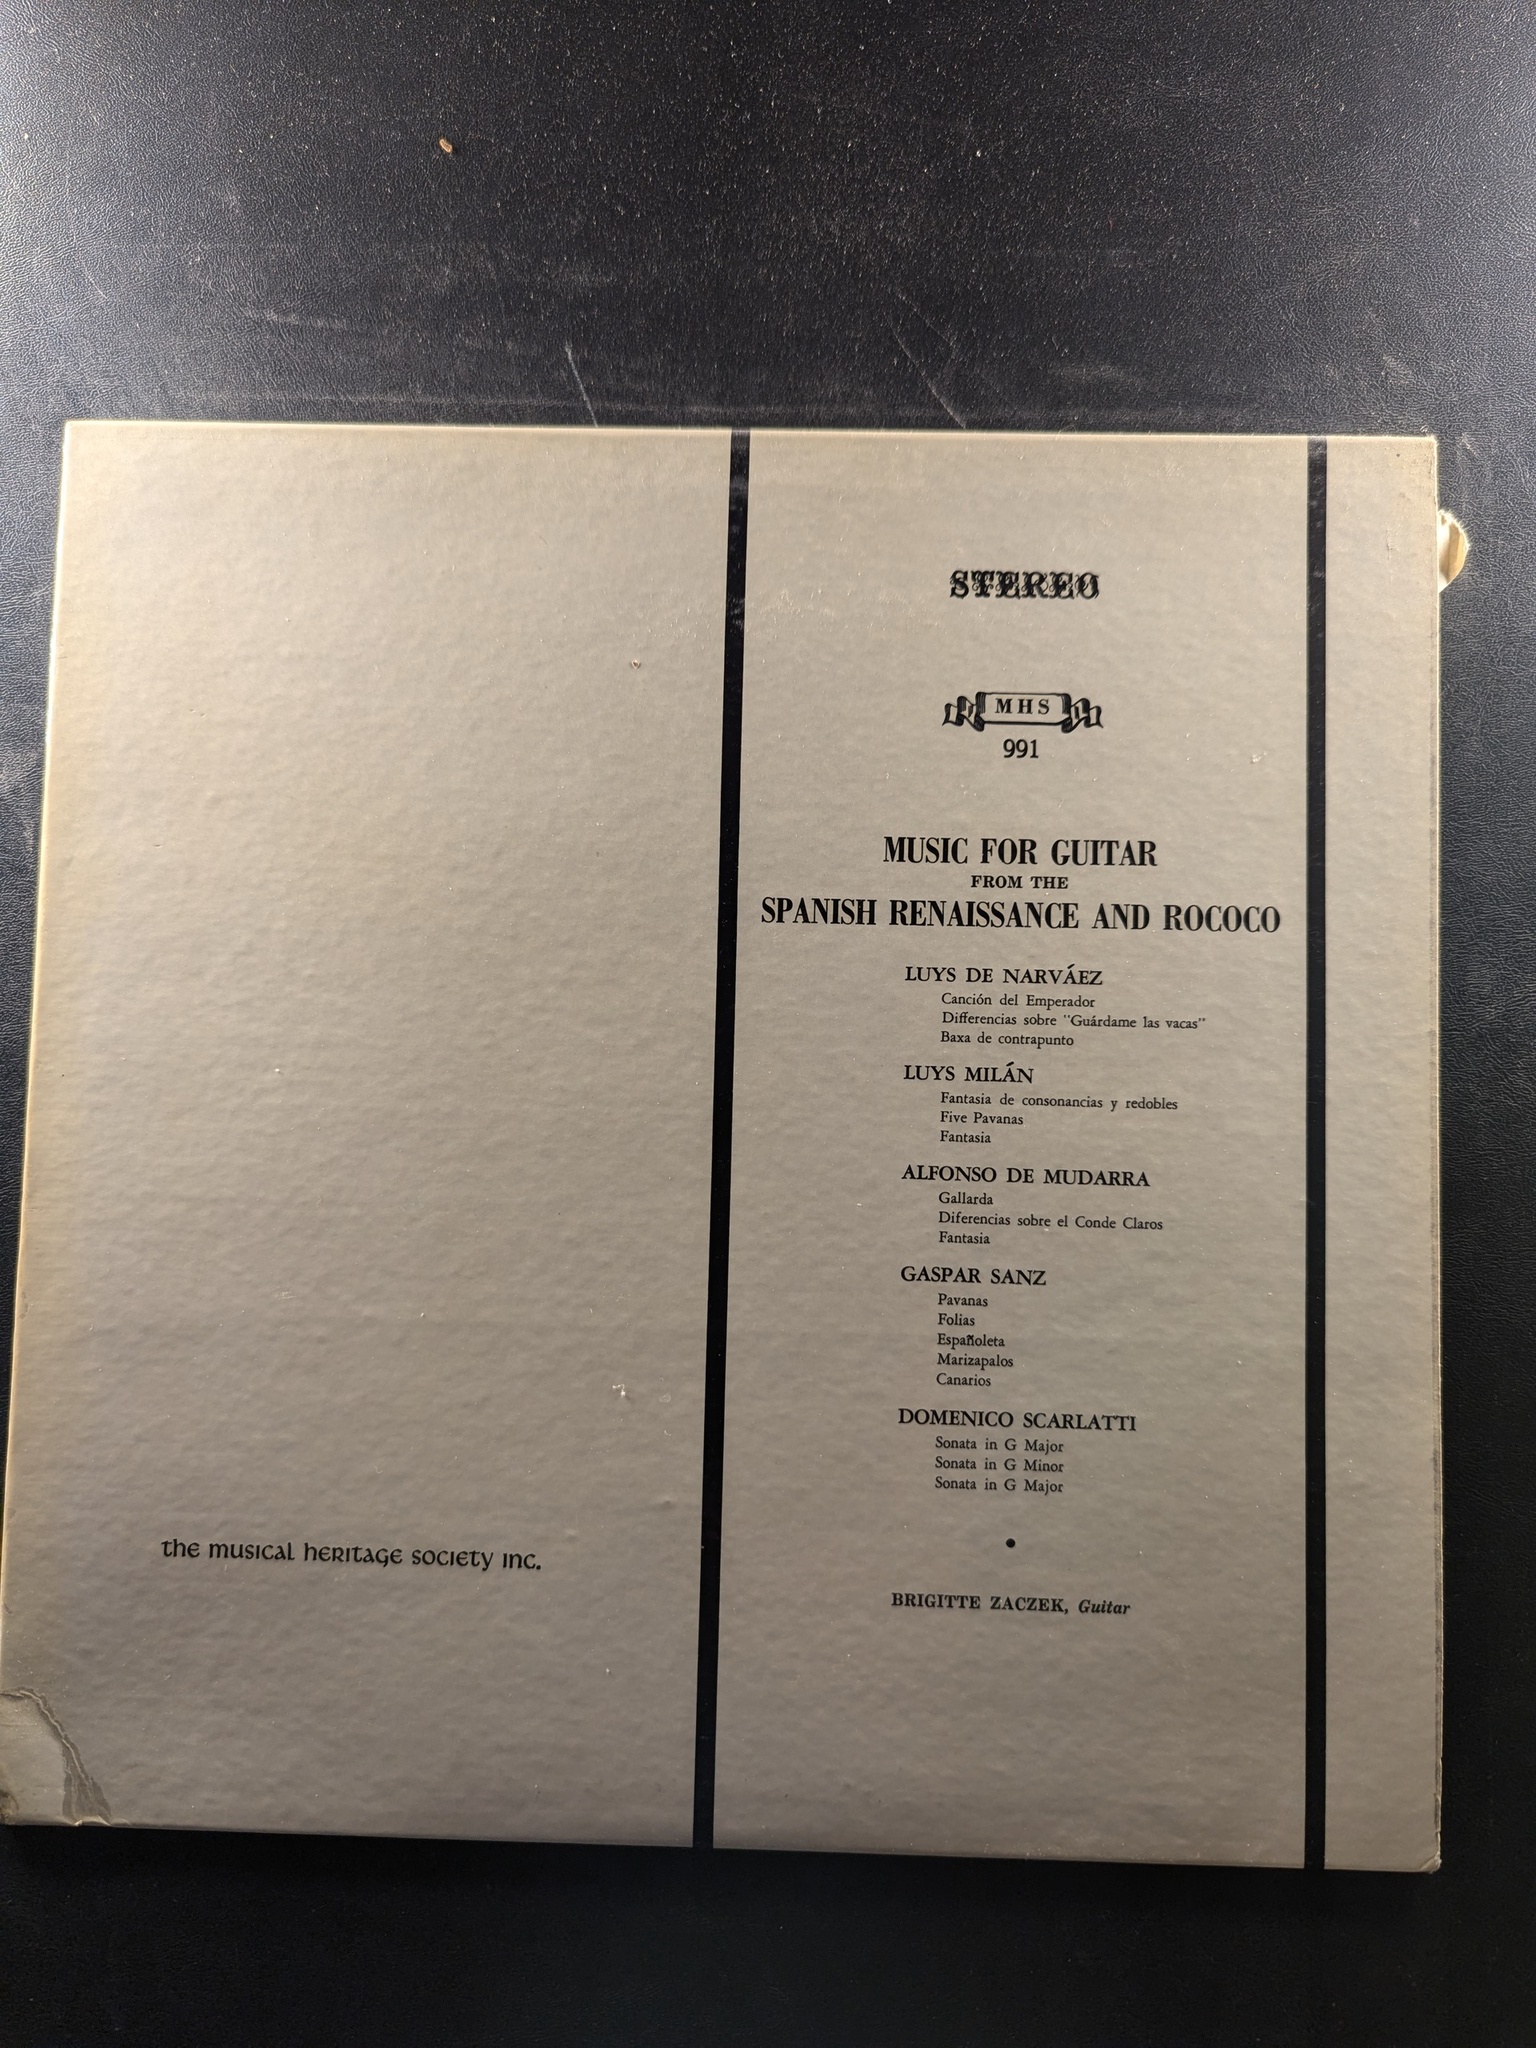 STEREO
MHS
991
MUSIC FOR GUITAR
FROM THE
SPANISH RENAISSANCE AND ROCOCO
LUYS DE NARVÁEZ
Canción del Emperador
Differencias sobre "Guárdame las vacas"
Baxa de contrapunto
LUYS MILÁN
Fantasia de consonancias y redobles
Five Pavanas
Fantasia
ALFONSO DE MUDARRA
Gallarda
Diferencias sobre el Conde Claros
Fantasia
GASPAR SANZ
Pavanas
Folias
Españoleta
Marizapalos
Canarios
DOMENICO SCARLATTI
Sonata in G Major
Sonata in G Minor
Sonata in G Major
the musical heritage society inc.
BRIGITTE ZACZEK, Guitar